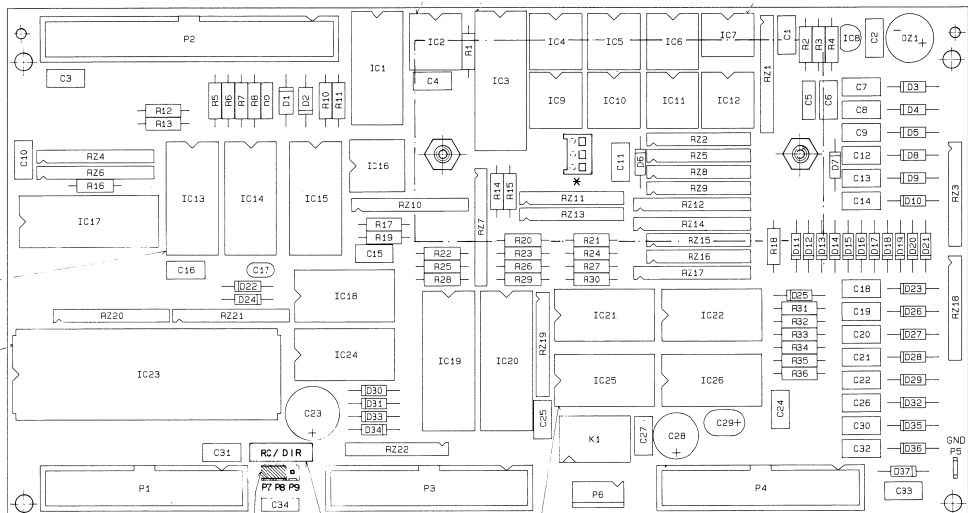 P2
IC1
IC2
R1
IC3
IC4
IC5
IC6
IC7
RZ1
C1
R2
R3
R4
IC8
C2
DZ1
+
C3
C4
R5
R6
R7
R8
R9
D1
D2
R10
R11
IC9
IC10
IC11
IC12
C5
C6
C7
D3
C8
D4
C9
D5
R12
R13
C10
RZ4
RZ6
R16
IC13
IC14
IC15
IC16
*
C11
D6
RZ2
RZ5
RZ8
RZ9
RZ12
RZ14
RZ15
RZ16
RZ17
D7
C12
D8
C13
D9
C14
D10
RZ3
IC17
RZ10
RZ7
R14
R15
RZ11
RZ13
R17
R19
C15
R22
R25
R28
R20
R23
R26
R29
R21
R24
R27
R30
R18
D11
D12
D13
D14
D15
D16
D17
D18
D19
D20
D21
C16
C17
D22
D24
IC18
RZ20
RZ21
IC24
IC19
IC20
RZ19
IC21
IC22
D25
R31
R32
R33
R34
R35
R36
C18
D23
C19
D26
C20
D27
C21
D28
C22
D29
C26
D32
C30
D35
C32
D36
RZ18
IC23
C23
+
D30
D31
D33
D34
IC25
IC26
C25
K1
C27
C28
+
C29+
C24
GND
P5
C31
RC/DIR
RZ22
P7 P8 P9
C34
P1
P3
P6
P4
D37
C33